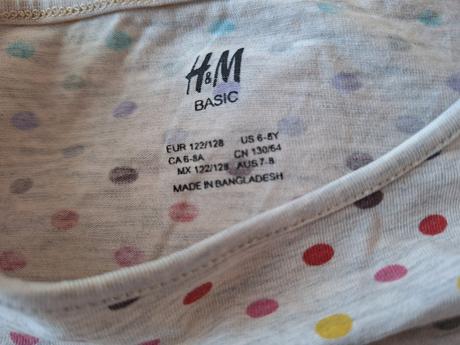 H&M
BASIC
EUR 122/128 US 6-8Y
CA 6-8A CN 130/64
MX 122/128 AUS 7-8
MADE IN BANGLADESH